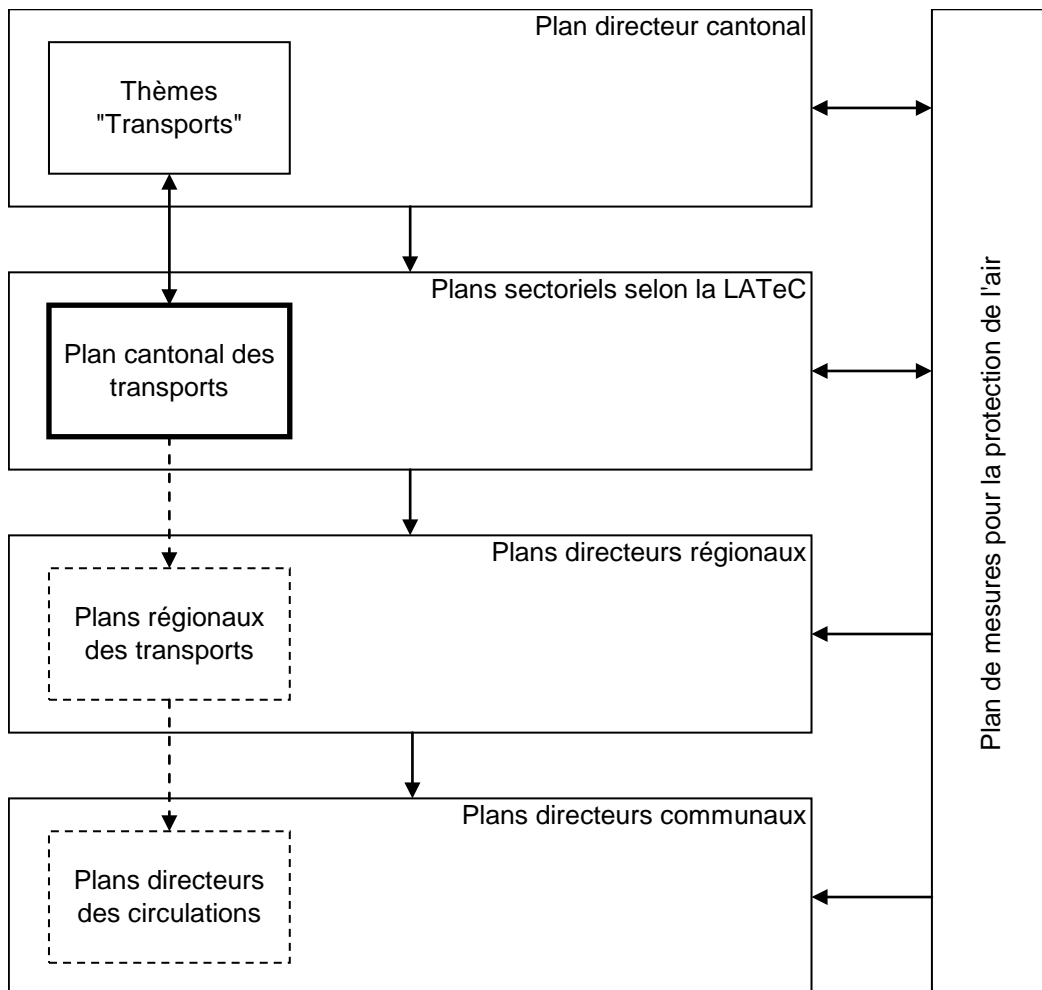 Plan directeur cantonal
Thèmes
"Transports"
Plans sectoriels selon la LATeC
Plan cantonal des
transports
Plans directeurs régionaux
Plans régionaux
des transports
Plans directeurs communaux
Plans directeurs
des circulations
Plan de mesures pour la protection de l'air